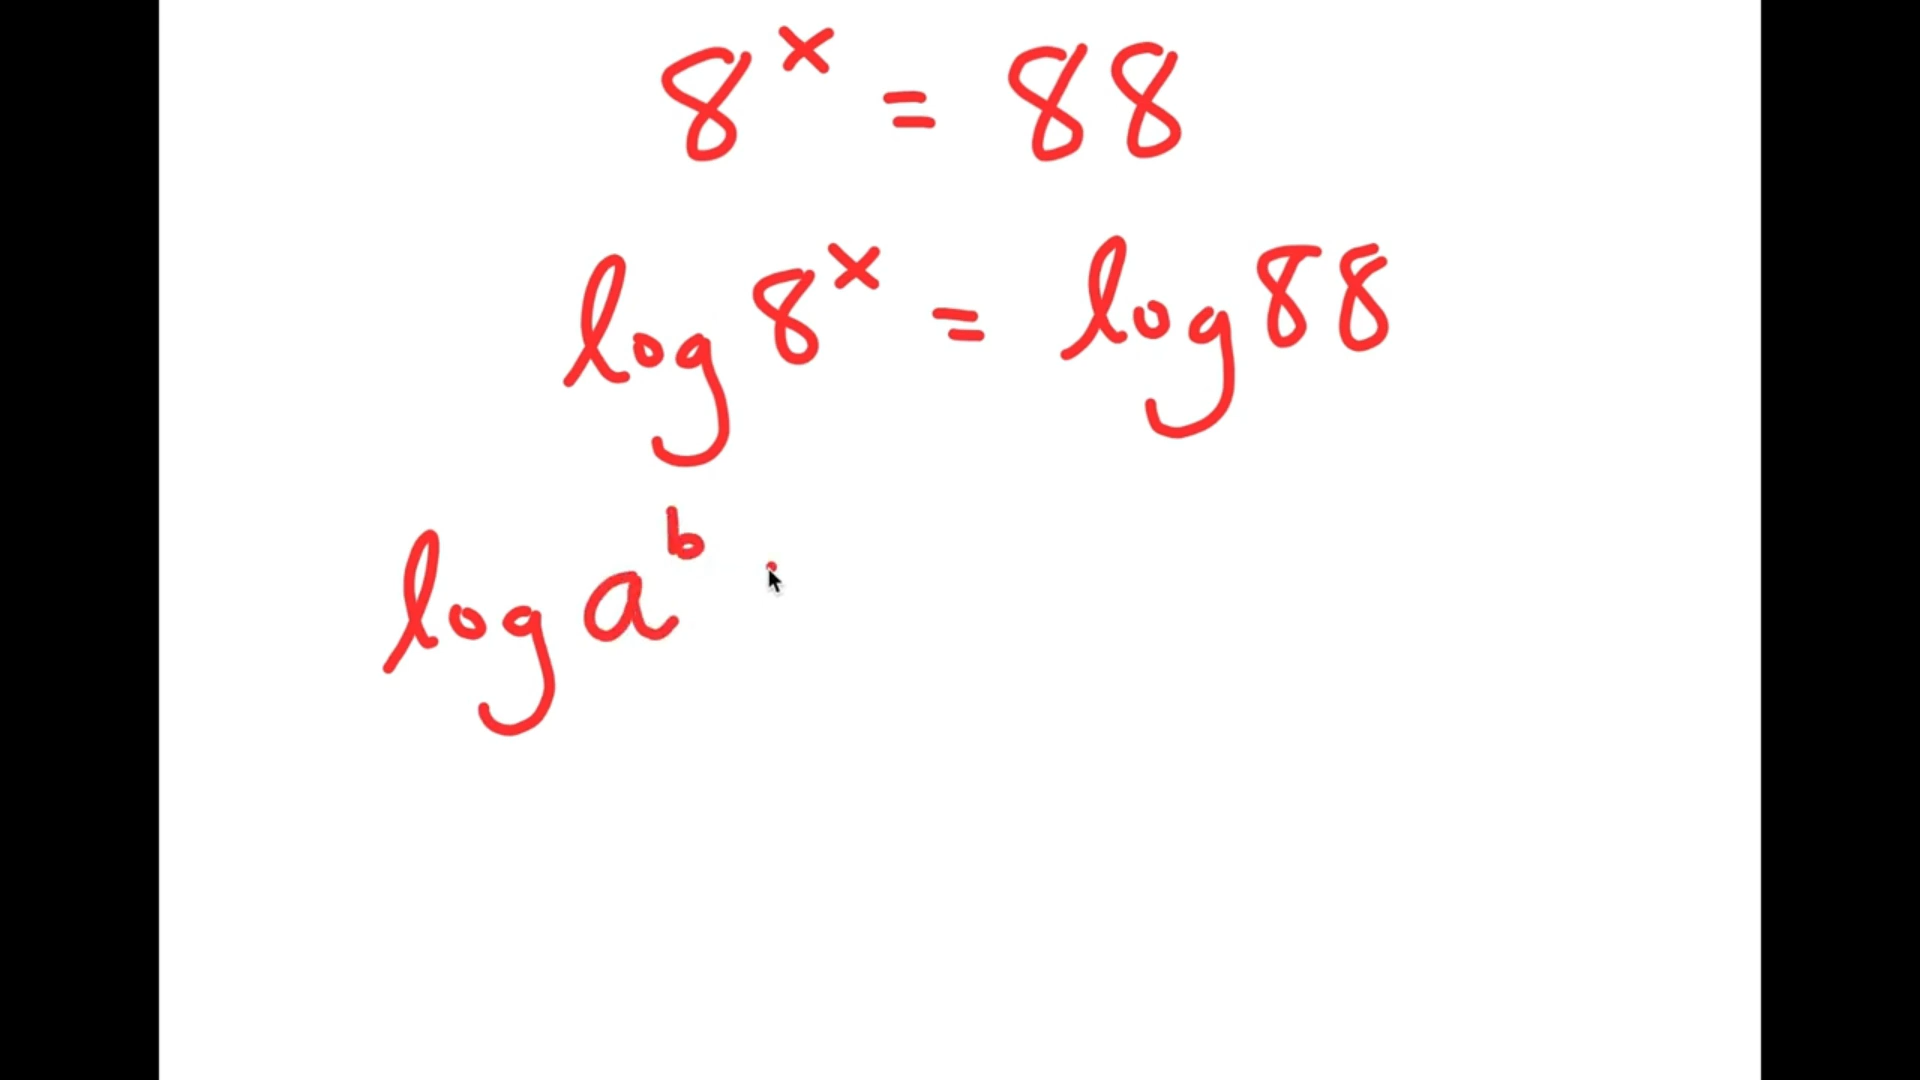 8^x = 88
log 8^x = log 88
log a^b